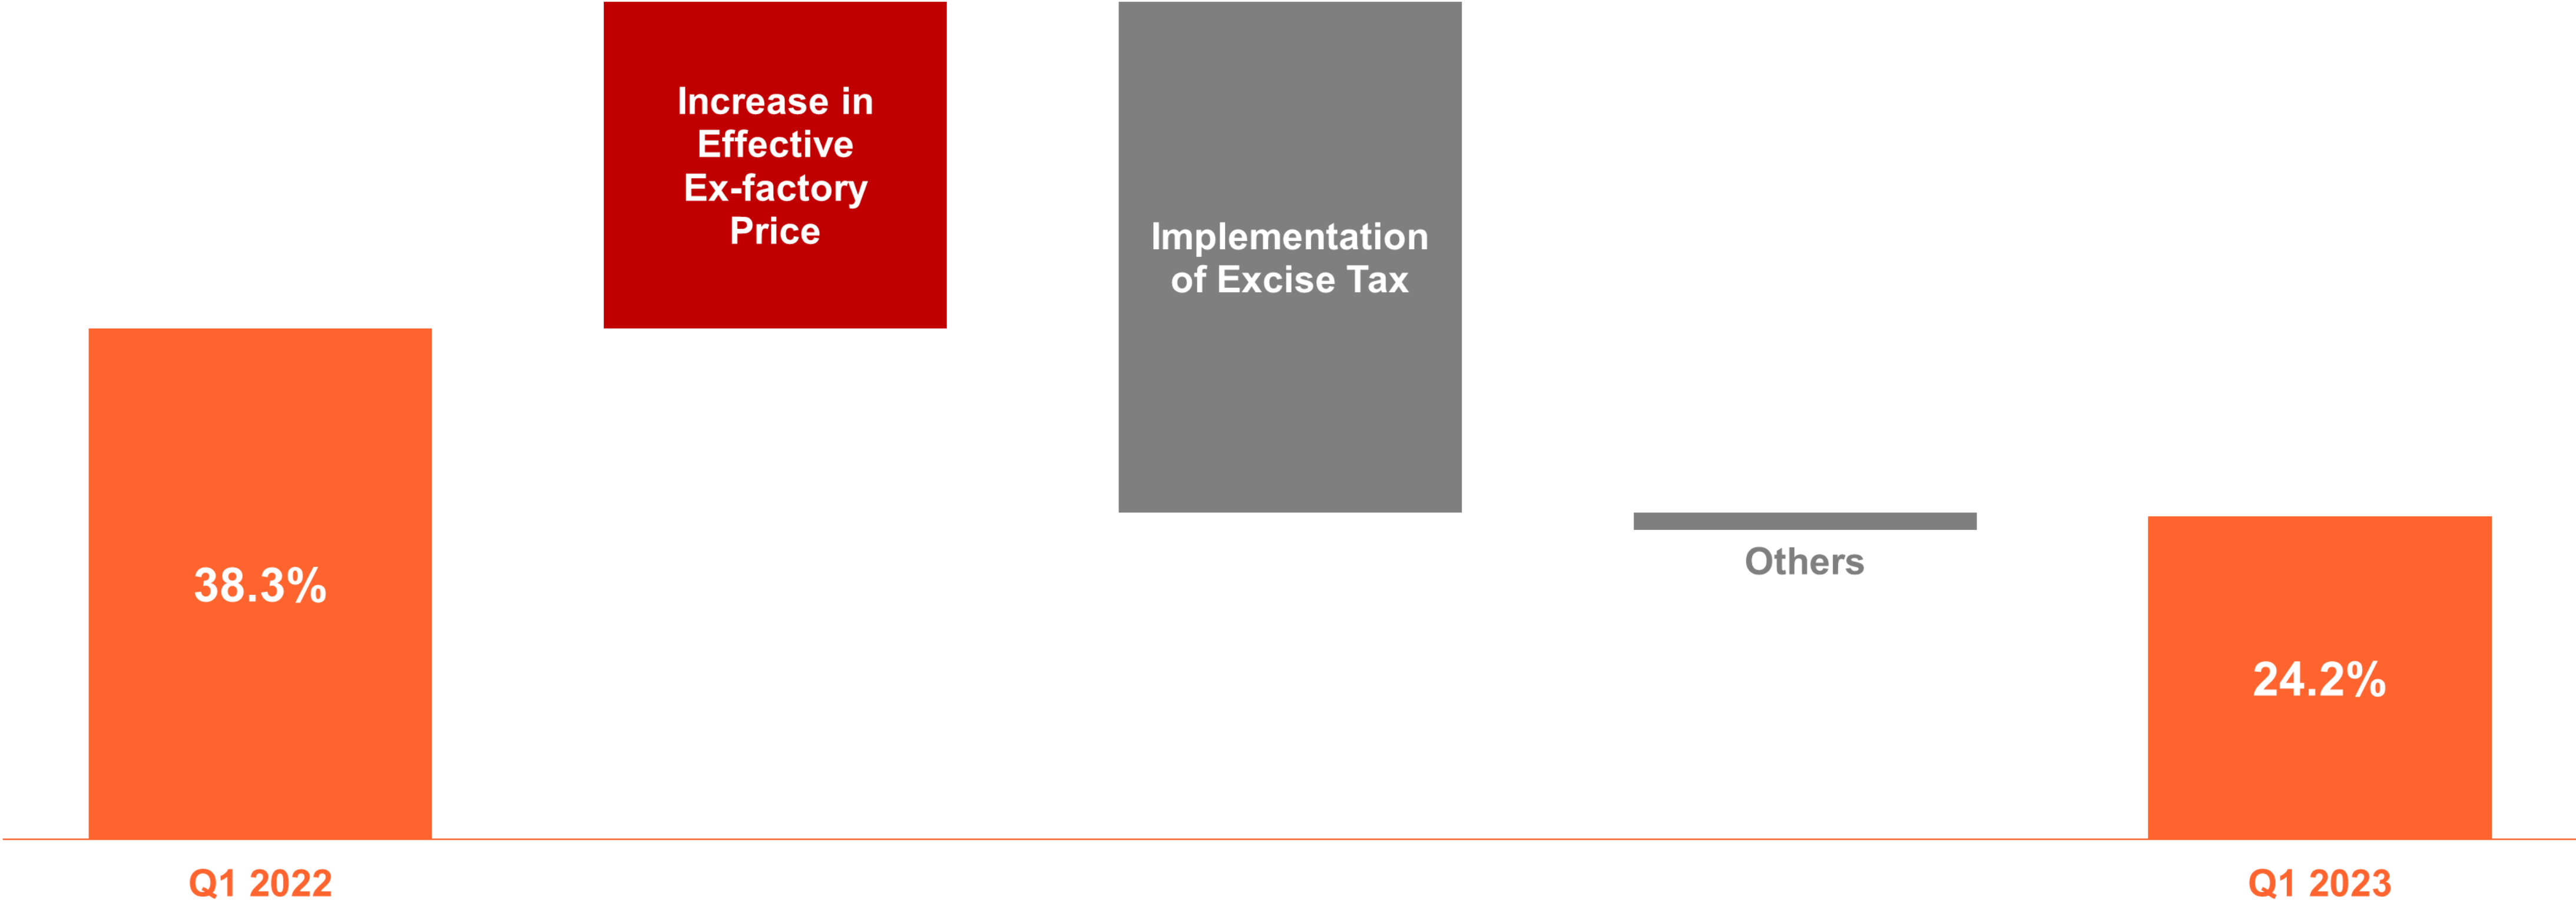 Increase in
Effective
Ex-factory
Price
Implementation
of Excise Tax
Others
38.3%
24.2%
Q1 2022
Q1 2023